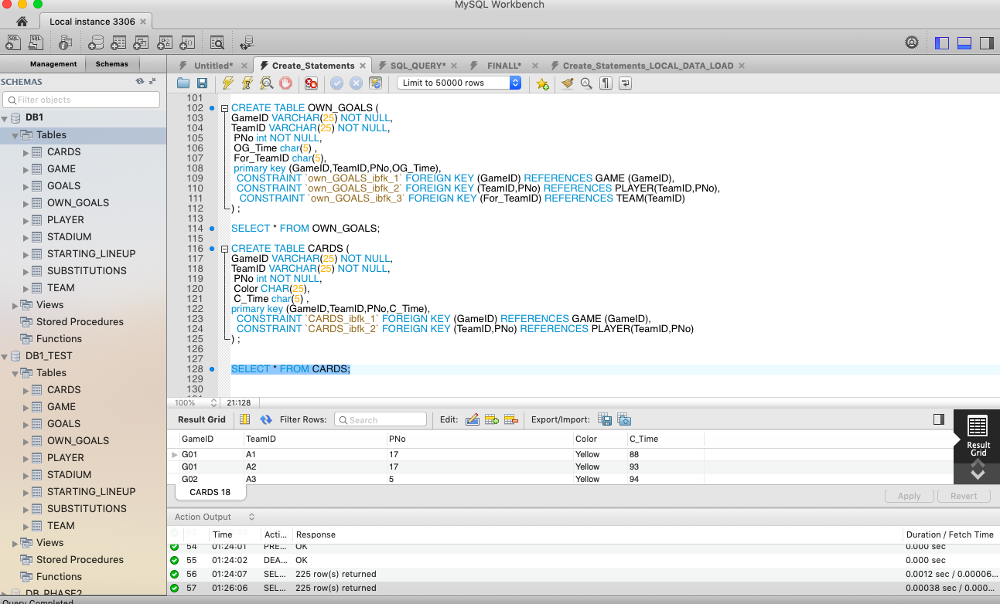 MySQL Workbench
Local instance 3306
Management Schemas
SCHEMAS
Filter objects
DB1
Tables
CARDS
GAME
GOALS
OWN_GOALS
PLAYER
STADIUM
STARTING_LINEUP
SUBSTITUTIONS
TEAM
Views
Stored Procedures
Functions
DB1_TEST
Tables
CARDS
GAME
GOALS
OWN_GOALS
PLAYER
STADIUM
STARTING_LINEUP
SUBSTITUTIONS
TEAM
Views
Stored Procedures
Functions
DB_PHASE2
Query Completed
Untitled* Create_Statements SQL_QUERY* FINALL* Create_Statements_LOCAL_DATA_LOAD
Limit to 50000 rows
101
102 CREATE TABLE OWN_GOALS (
103 GameID VARCHAR(25) NOT NULL,
104 TeamID VARCHAR(25) NOT NULL,
105 PNo int NOT NULL,
106 OG_Time char(5) ,
107 For_TeamID char(5),
108 primary key (GameID,TeamID,PNo,OG_Time),
109 CONSTRAINT `own_GOALS_ibfk_1` FOREIGN KEY (GameID) REFERENCES GAME (GameID),
110 CONSTRAINT `own_GOALS_ibfk_2` FOREIGN KEY (TeamID,PNo) REFERENCES PLAYER(TeamID,PNo),
111 CONSTRAINT `own_GOALS_ibfk_3` FOREIGN KEY (For_TeamID) REFERENCES TEAM(TeamID)
112 ) ;
113
114 SELECT * FROM OWN_GOALS;
115
116 CREATE TABLE CARDS (
117 GameID VARCHAR(25) NOT NULL,
118 TeamID VARCHAR(25) NOT NULL,
119 PNo int NOT NULL,
120 Color CHAR(25),
121 C_Time char(5) ,
122 primary key (GameID,TeamID,PNo,C_Time),
123 CONSTRAINT `CARDS_ibfk_1` FOREIGN KEY (GameID) REFERENCES GAME (GameID),
124 CONSTRAINT `CARDS_ibfk_2` FOREIGN KEY (TeamID,PNo) REFERENCES PLAYER(TeamID,PNo)
125 ) ;
126
127
128 SELECT * FROM CARDS;
129
130
100% 21:128
Result Grid Filter Rows: Search Edit: Export/Import:
GameID TeamID PNo Color C_Time
G01 A1 17 Yellow 88
G01 A2 17 Yellow 93
G02 A3 5 Yellow 94
Result
Grid
CARDS 18 Apply Revert
Action Output
Time Acti... Response Duration / Fetch Time
54 01:24:01 PRE... OK 0.000 sec
55 01:24:02 DEA... OK 0.000 sec
56 01:24:07 SEL... 225 row(s) returned 0.0012 sec / 0.00006...
57 01:26:06 SEL... 225 row(s) returned 0.00038 sec / 0.000...